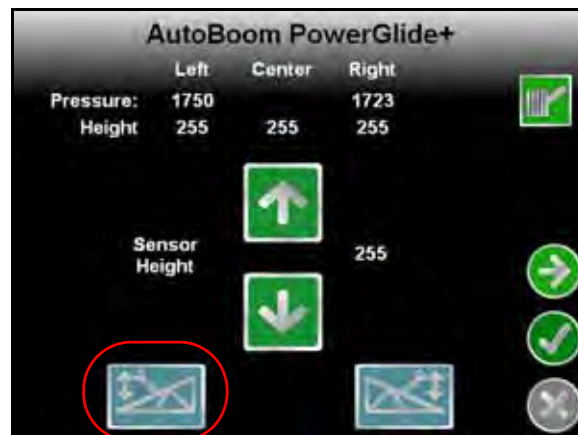 AutoBoom PowerGlide+
Left Center Right
Pressure: 1750 1723
Height 255 255 255
Sensor
Height
255